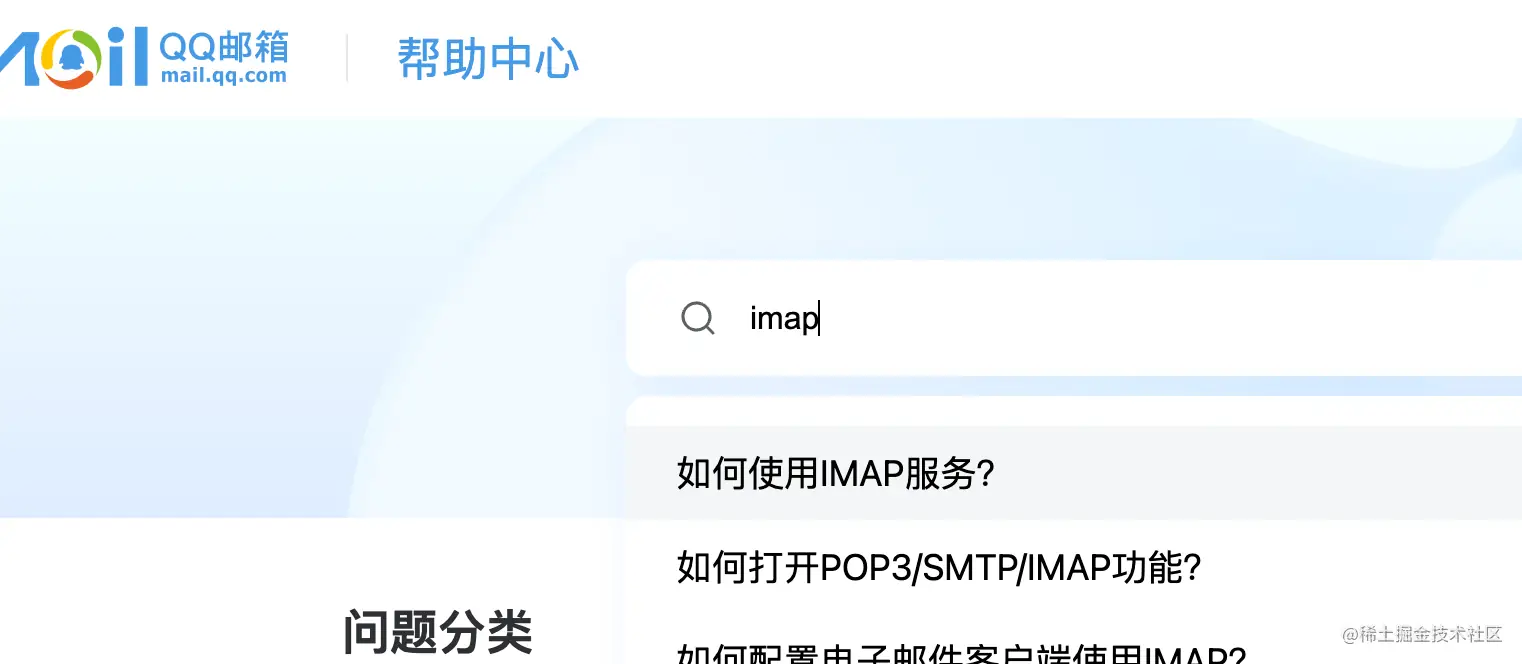 Mail QQ邮箱
mail.qq.com
帮助中心
imap
如何使用IMAP服务?
如何打开POP3/SMTP/IMAP功能?
问题分类
如何配置电子邮件客户端使用IMAP?
@稀土掘金技术社区